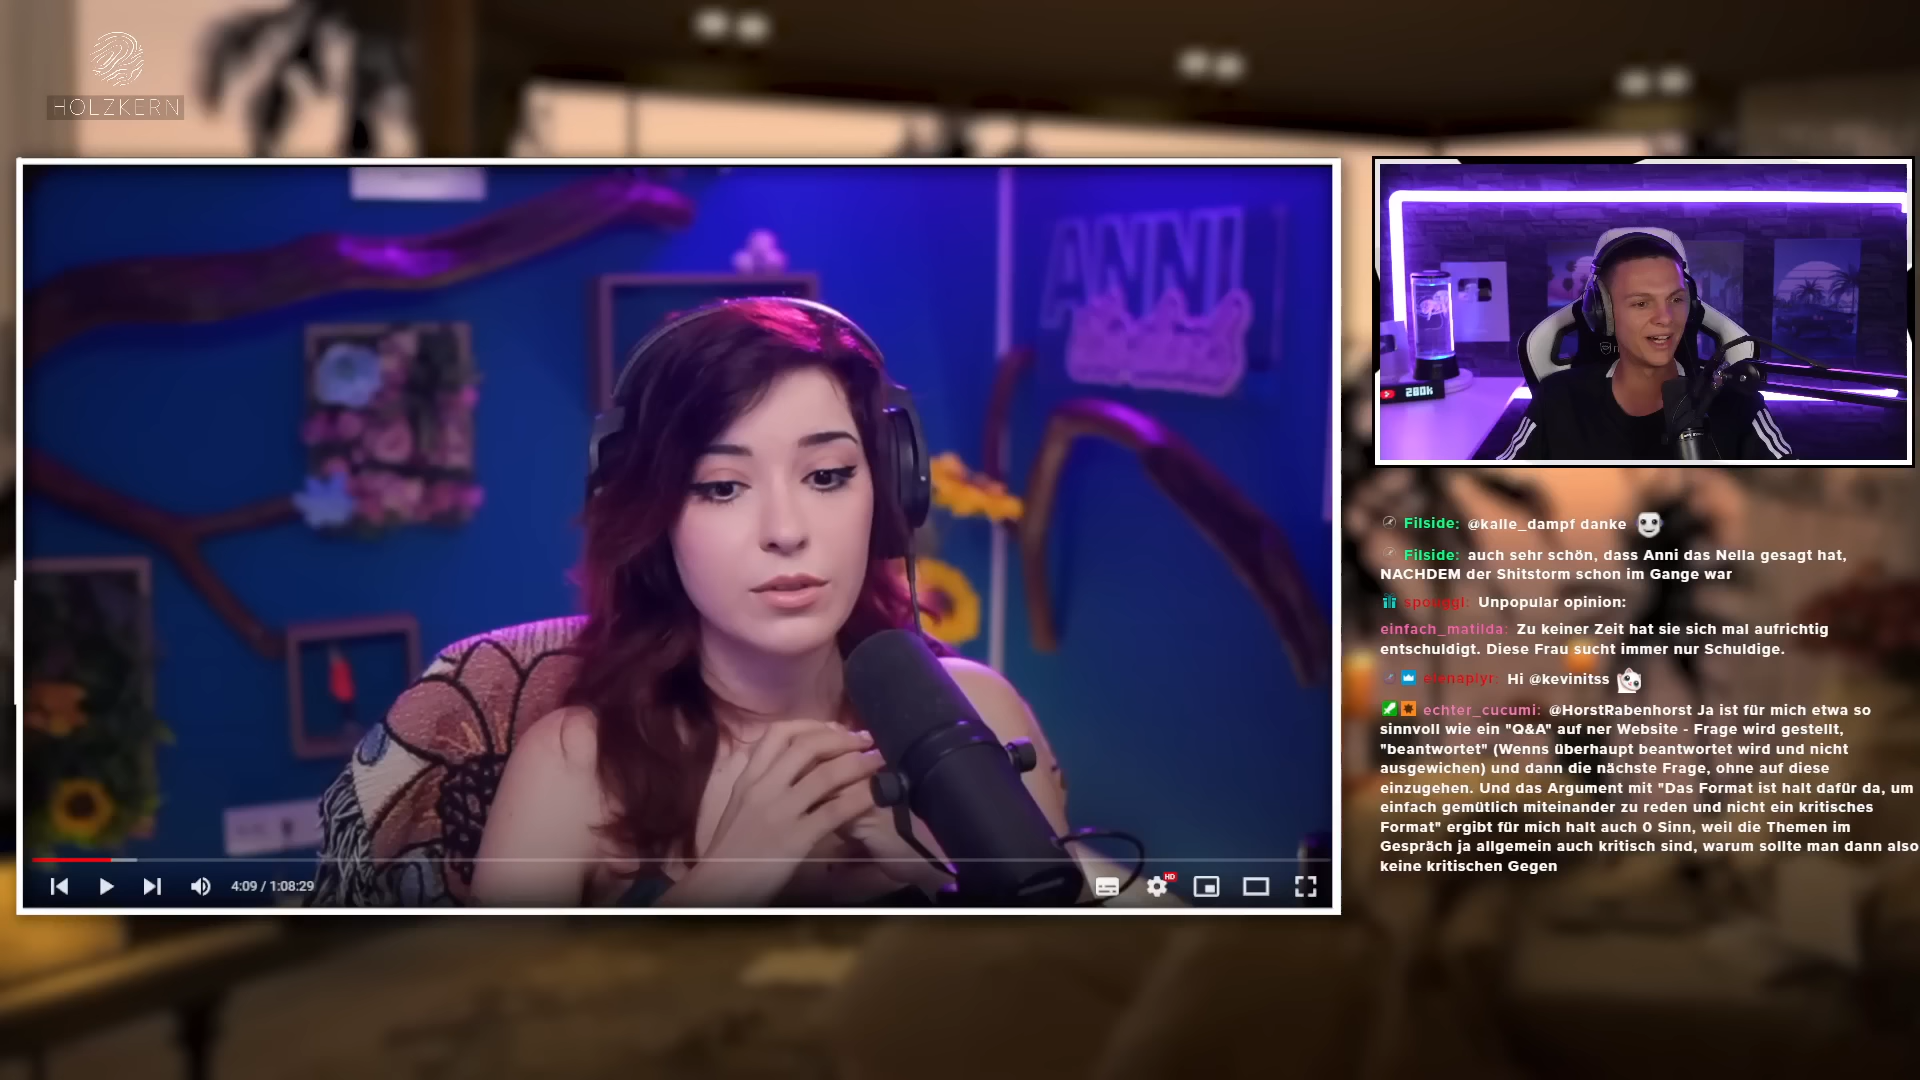 HOLZKERN
ANNI
280k
Filside: @kalle_dampf danke
Filside: auch sehr schön, dass Anni das Nella gesagt hat,
NACHDEM der Shitstorm schon im Gange war
spouggi: Unpopular opinion:
einfach_matilda: Zu keiner Zeit hat sie sich mal aufrichtig
entschuldigt. Diese Frau sucht immer nur Schuldige.
elenaplyr: Hi @kevinitss
echter_cucumi: @HorstRabenhorst Ja ist für mich etwa so
sinnvoll wie ein "Q&A" auf ner Website - Frage wird gestellt,
"beantwortet" (Wenns überhaupt beantwortet wird und nicht
ausgewichen) und dann die nächste Frage, ohne auf diese
einzugehen. Und das Argument mit "Das Format ist halt dafür da, um
einfach gemütlich miteinander zu reden und nicht ein kritisches
Format" ergibt für mich halt auch 0 Sinn, weil die Themen im
Gespräch ja allgemein auch kritisch sind, warum sollte man dann also
keine kritischen Gegen
4:09 / 1:08:29
HD